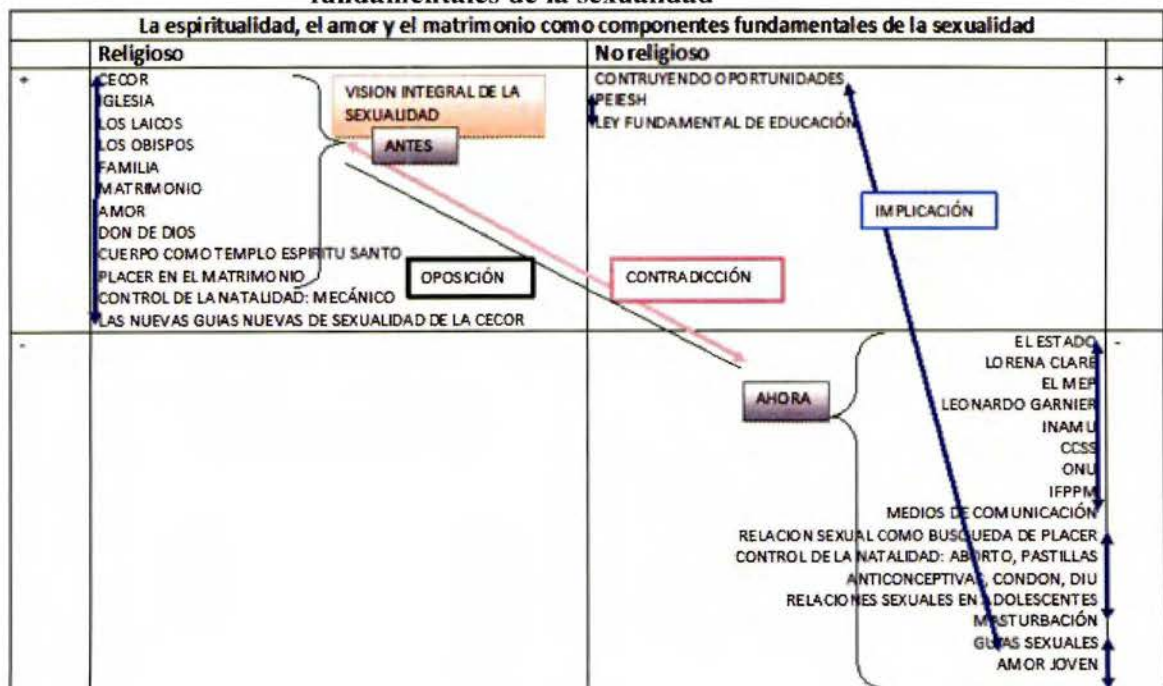 fundamentales de la sexualidad
La espiritualidad, el amor y el matrimonio como componentes fundamentales de la sexualidad
Religioso
No religioso
+
CECOR
IGLESIA
LOS LAICOS
LOS OBISPOS
FAMILIA
MATRIMONIO
AMOR
DON DE DIOS
CUERPO COMO TEMPLO ESPIRITU SANTO
PLACER EN EL MATRIMONIO
CONTROL DE LA NATALIDAD: MECÁNICO
LAS NUEVAS GUIAS NUEVAS DE SEXUALIDAD DE LA CECOR
VISION INTEGRAL DE LA
SEXUALIDAD
ANTES
OPOSICIÓN
CONTRUYENDO OPORTUNIDADES
PEIESH
LEY FUNDAMENTAL DE EDUCACIÓN
+
IMPLICACIÓN
CONTRADICCIÓN
-
AHORA
EL ESTADO
LORENA CLARE
EL MEP
LEONARDO GARNIER
INAMU
CCSS
ONU
IFPPM
MEDIOS DE COMUNICACIÓN
RELACION SEXUAL COMO BUSQUEDA DE PLACER
CONTROL DE LA NATALIDAD: ABORTO, PASTILLAS
ANTICONCEPTIVAS, CONDON, DIU
RELACIONES SEXUALES EN ADOLESCENTES
MASTURBACIÓN
GUIAS SEXUALES
AMOR JOVEN
-